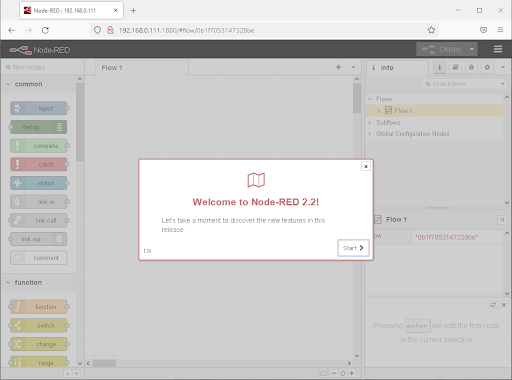 Node-RED : 192.168.0.111
192.168.0.111:1880/#flow/0b1f7053147328be
Node-RED
Deploy
filter nodes
Flow 1
info
common
Search flows
inject
Flows
debug
Flow 1
complete
Subflows
catch
Global Configuration Nodes
status
link in
link call
link out
comment
Welcome to Node-RED 2.2!
Let's take a moment to discover the new features in this
release.
1/9
Start
Flow 1
"0b1f7053147328be"
function
function
switch
change
range
Pressing enter will edit the first node
in the current selection